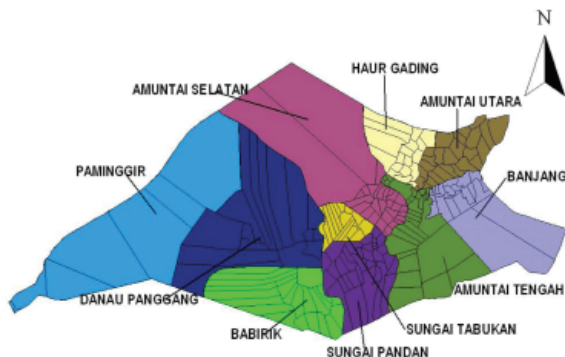 N
HAUR GADING
AMUNTAI SELATAN
AMUNTAI UTARA
PAMINGGIR
BANJANG
AMUNTAI TENGAH
DANAU PANGGANG
SUNGAI TABUKAN
BABIRIK
SUNGAI PANDAN